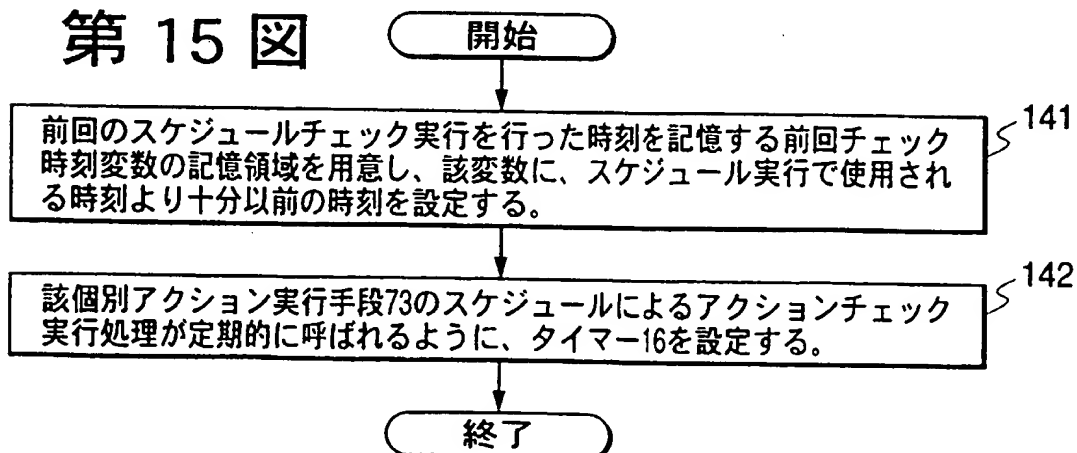 第 15 図
開始
141
前回のスケジュールチェック実行を行った時刻を記憶する前回チェック
時刻変数の記憶領域を用意し、該変数に、スケジュール実行で使用され
る時刻より十分以前の時刻を設定する。
142
該個別アクション実行手段73のスケジュールによるアクションチェック
実行処理が定期的に呼ばれるように、タイマー16を設定する。
終了